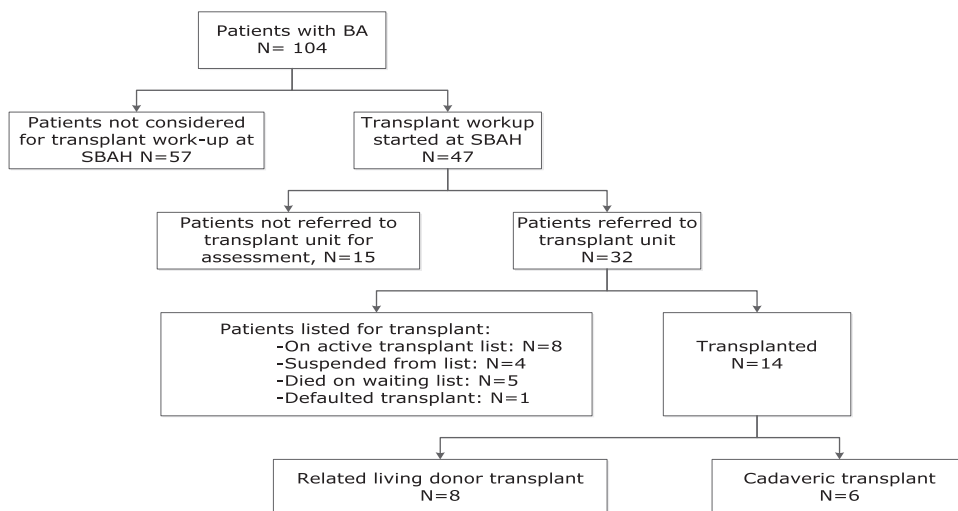 Patients with BA
N= 104
Patients not considered
for transplant work-up at
SBAH N=57
Transplant workup
started at SBAH
N=47
Patients not referred to
transplant unit for
assessment, N=15
Patients referred to
transplant unit
N=32
Patients listed for transplant:
-On active transplant list: N=8
-Suspended from list: N=4
-Died on waiting list: N=5
-Defaulted transplant: N=1
Transplanted
N=14
Related living donor transplant
N=8
Cadaveric transplant
N=6